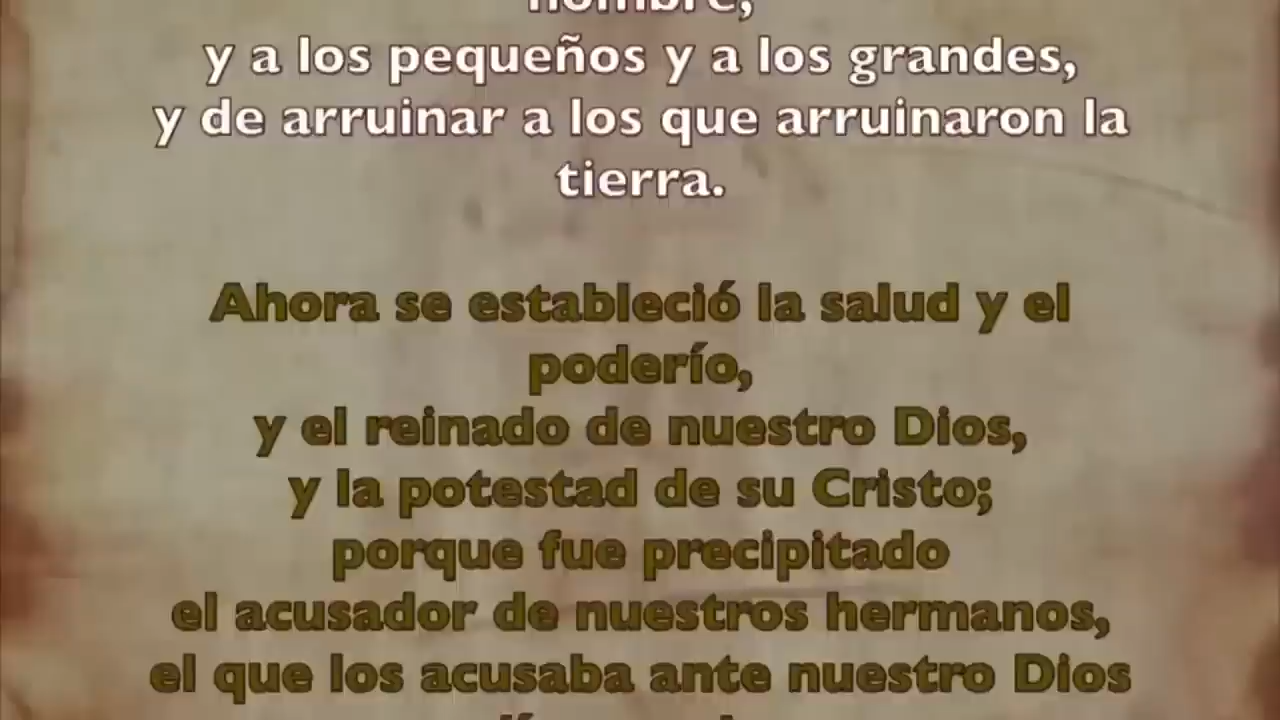 nombre,
y a los pequeños y a los grandes,
y de arruinar a los que arruinaron la
tierra.
Ahora se estableció la salud y el
poderío,
y el reinado de nuestro Dios,
y la potestad de su Cristo;
porque fue precipitado
el acusador de nuestros hermanos,
el que los acusaba ante nuestro Dios